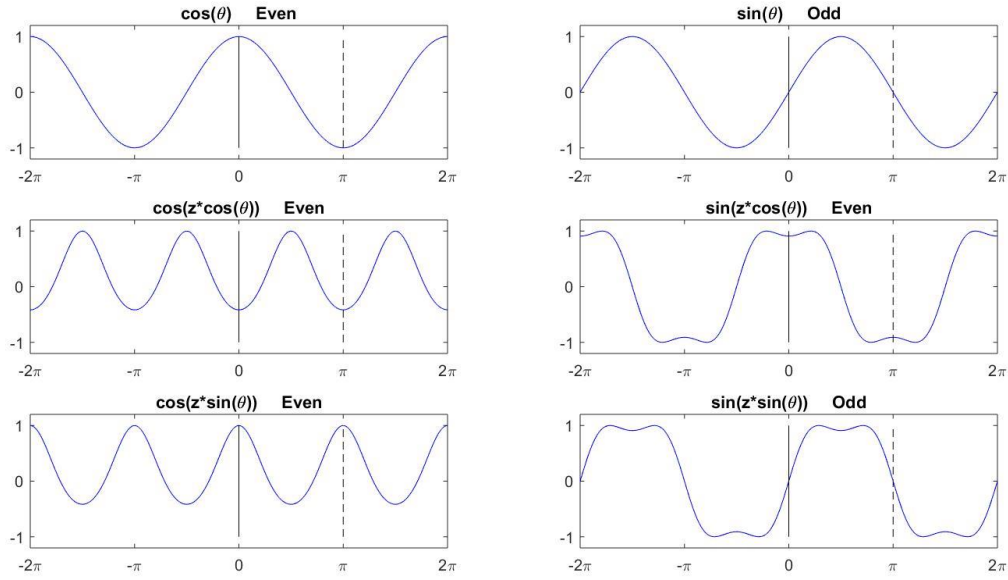 cos(θ) Even
1
0
-1
-2π -π 0 π 2π
sin(θ) Odd
1
0
-1
-2π -π 0 π 2π
cos(z*cos(θ)) Even
1
0
-1
-2π -π 0 π 2π
sin(z*cos(θ)) Even
1
0
-1
-2π -π 0 π 2π
cos(z*sin(θ)) Even
1
0
-1
-2π -π 0 π 2π
sin(z*sin(θ)) Odd
1
0
-1
-2π -π 0 π 2π